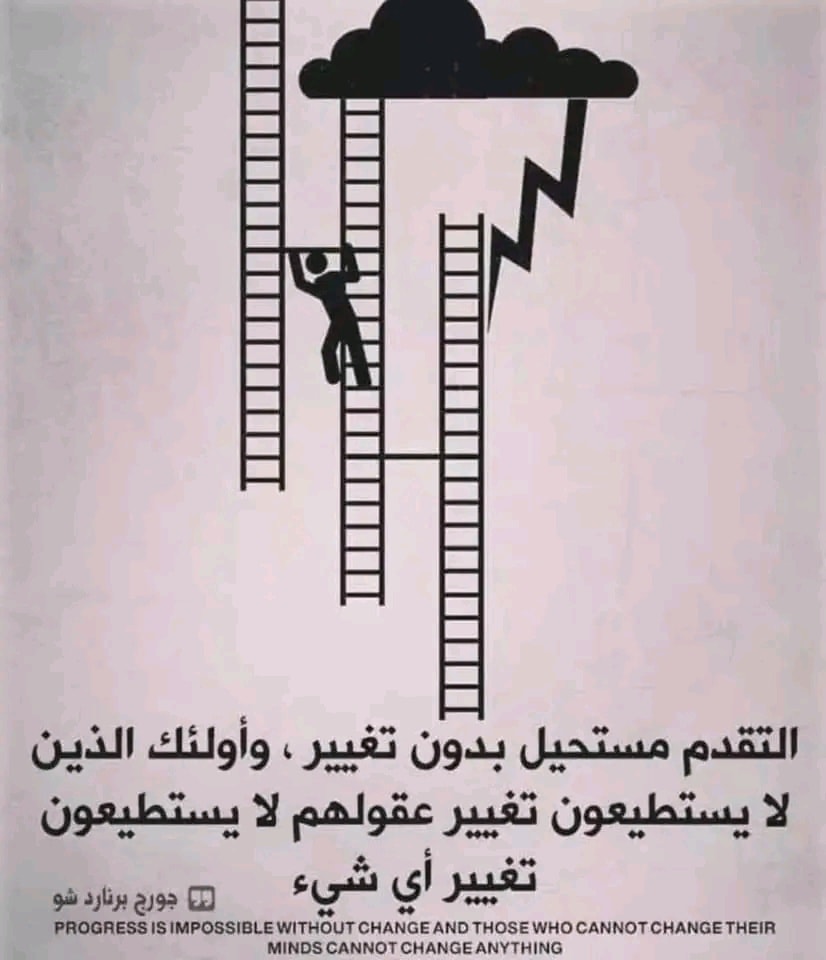 التقدم مستحيل بدون تغيير ، وأولئك الذين
لا يستطيعون تغيير عقولهم لا يستطيعون
تغيير أي شيء
جورج برنارد شو
PROGRESS IS IMPOSSIBLE WITHOUT CHANGE AND THOSE WHO CANNOT CHANGE THEIR
MINDS CANNOT CHANGE ANYTHING